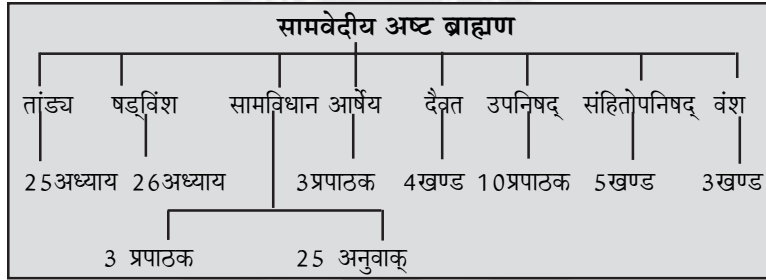 सामवेदीय अष्ट ब्राह्मण
तांड्य षड्विंश सामविधान आर्षेय दैवत उपनिषद् संहितोपनिषद् वंश
25अध्याय 26अध्याय 3प्रपाठक 4खण्ड 10प्रपाठक 5खण्ड 3खण्ड
3 प्रपाठक 25 अनुवाक्